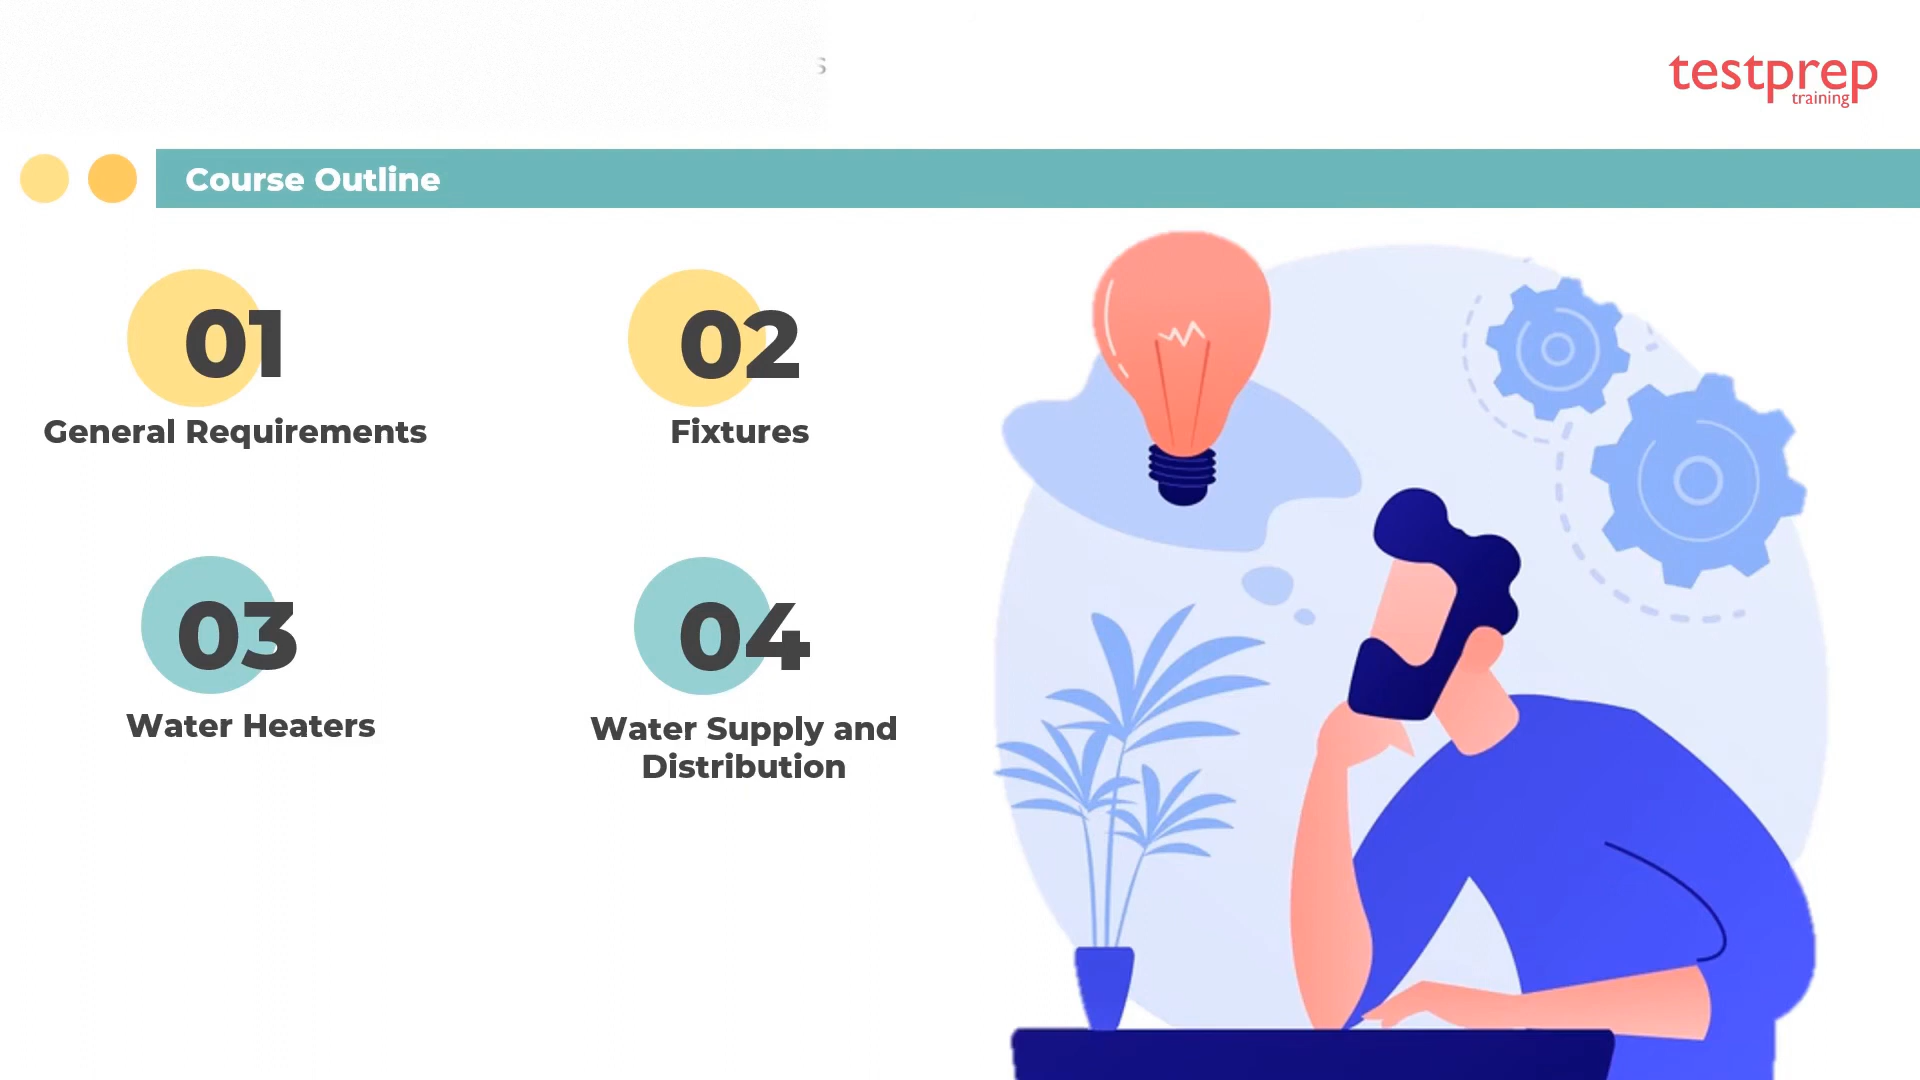 s
testprep
training
Course Outline
01
General Requirements
02
Fixtures
03
Water Heaters
04
Water Supply and
Distribution